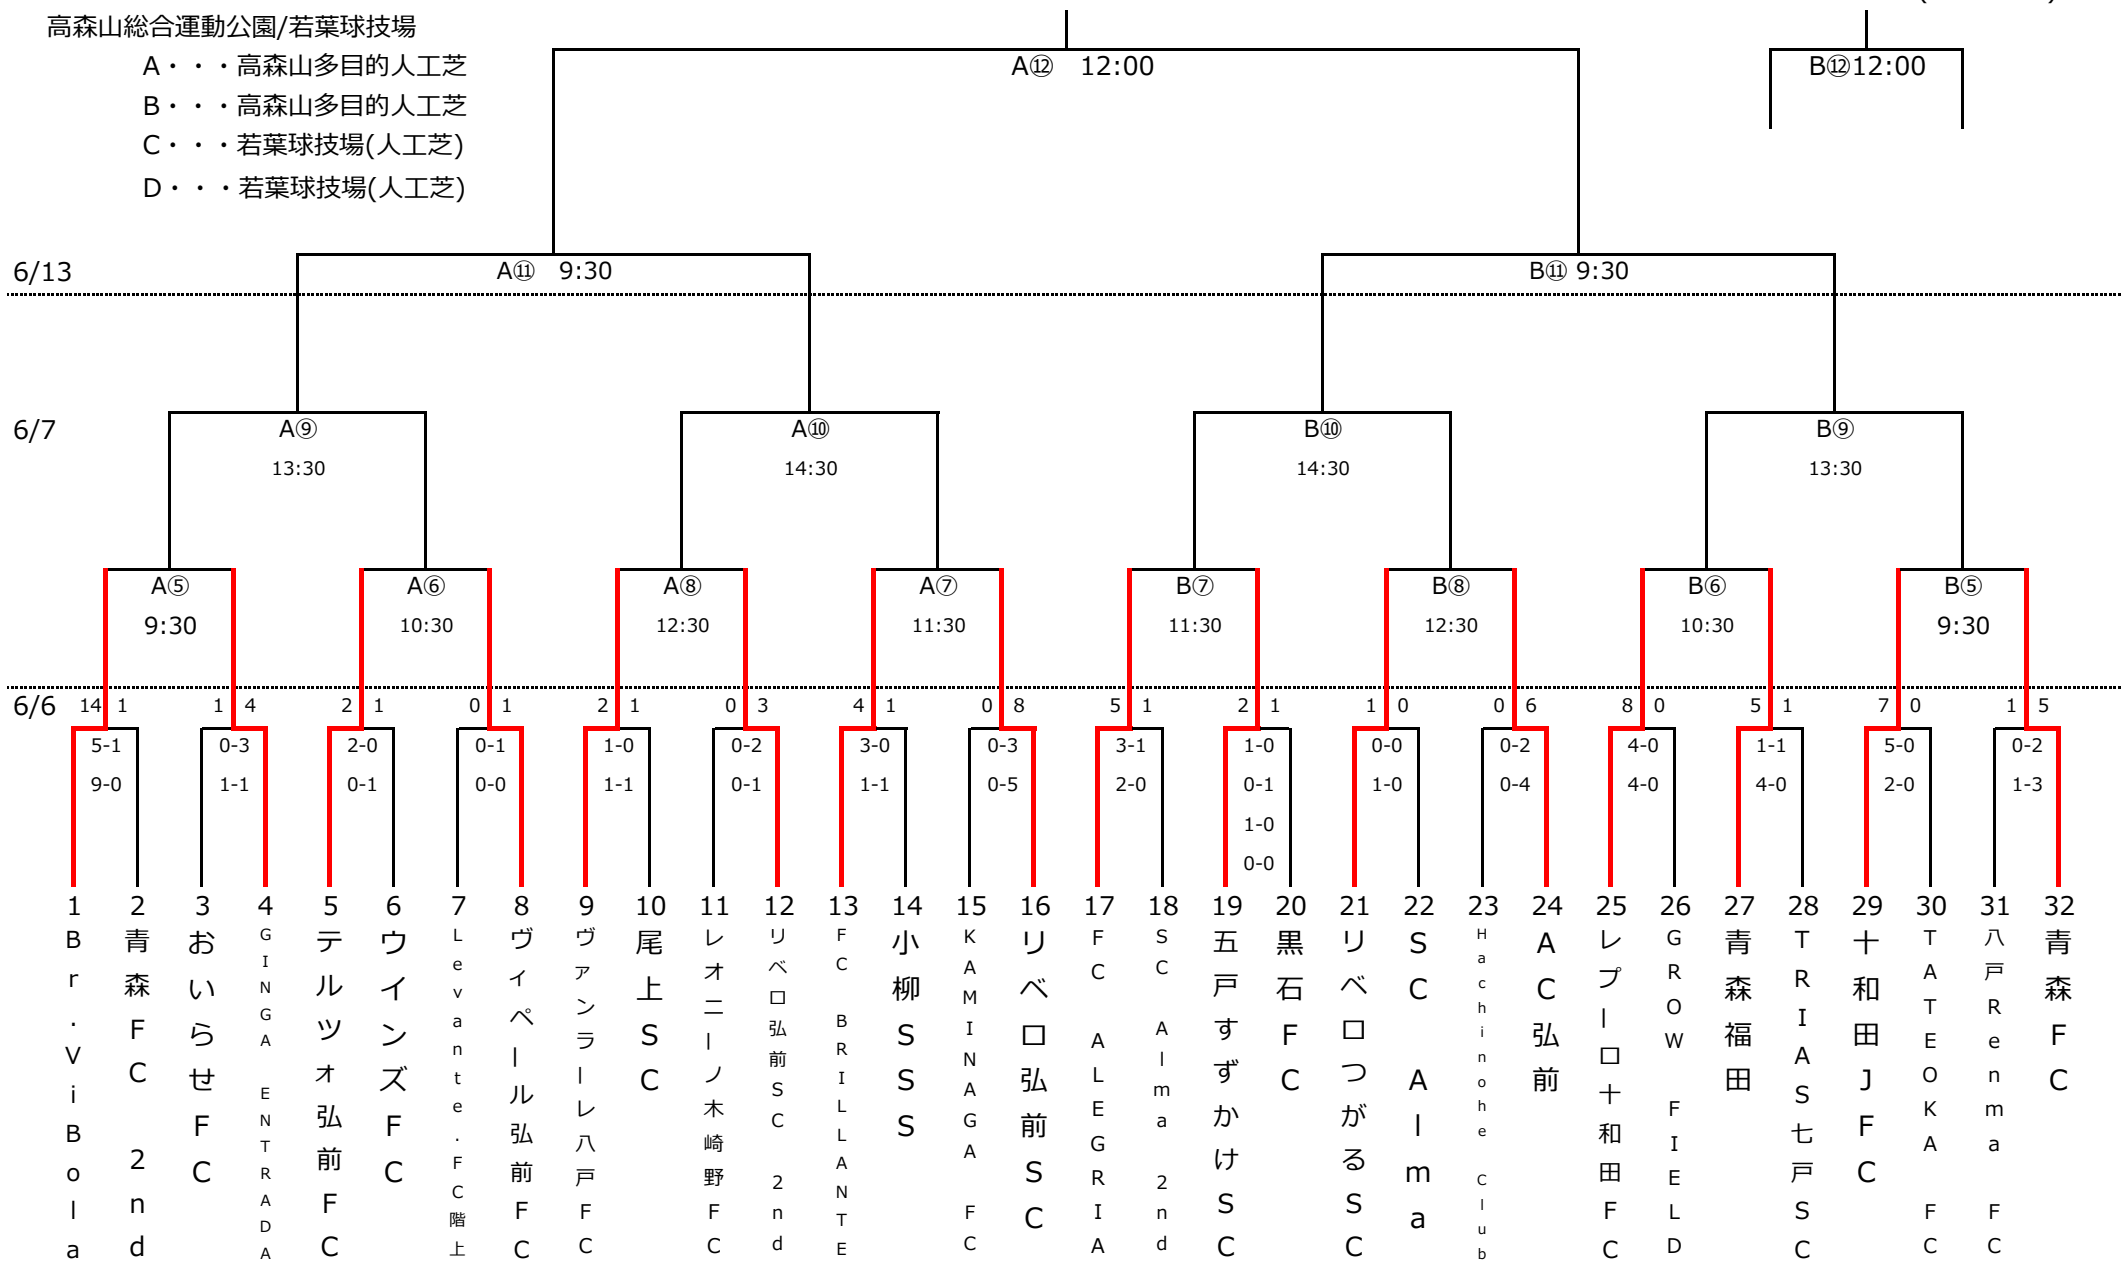 高森山総合運動公園/若葉球技場
A・・・高森山多目的人工芝
B・・・高森山多目的人工芝
C・・・若葉球技場(人工芝)
D・・・若葉球技場(人工芝)
A⑫ 12:00
B⑫12:00
6/13
A⑪ 9:30
B⑪ 9:30
6/7
A⑨ A⑩ B⑩ B⑨
13:30 14:30 14:30 13:30
A⑤ A⑥ A⑧ A⑦ B⑦ B⑧ B⑥ B⑤
9:30 10:30 12:30 11:30 11:30 12:30 10:30 9:30
6/6 14 1 1 4 2 1 0 1 2 1 0 3 4 1 0 8 5 1 2 1 1 0 0 6 8 0 5 1 7 0 1 5
5-1 0-3 2-0 0-1 1-0 0-2 3-0 0-3 3-1 1-0 0-0 0-2 4-0 1-1 5-0 0-2
9-0 1-1 0-1 0-0 1-1 0-1 1-1 0-5 2-0 0-1 1-0 0-4 4-0 4-0 2-0 1-3
1-0
0-0
1 2 3 4 5 6 7 8 9 10 11 12 13 14 15 16 17 18 19 20 21 22 23 24 25 26 27 28 29 30 31 32
Br.ViBola
青森FC 2nd
おいらせFC
GINGA ENTRADA
テルツォ弘前FC
ウインズFC
Levante.FC階上
ヴィペール弘前FC
ヴァンラーレ八戸FC
尾上SC
レオニーノ木崎野FC
リベロ弘前SC 2nd
FC BRILLANTE
小柳SSS
KAMINAGA FC
リベロ弘前SC
FC ALEGRIA
SC Alma 2nd
五戸すずかけSC
黒石FC
リベロつがるSC
SC Alma
Hachinohe Club
AC弘前
レプーロ十和田FC
GROW FIELD
青森福田
TRIAS七戸SC
十和田JFC
TATEOKA FC
八戸Renma FC
青森FC